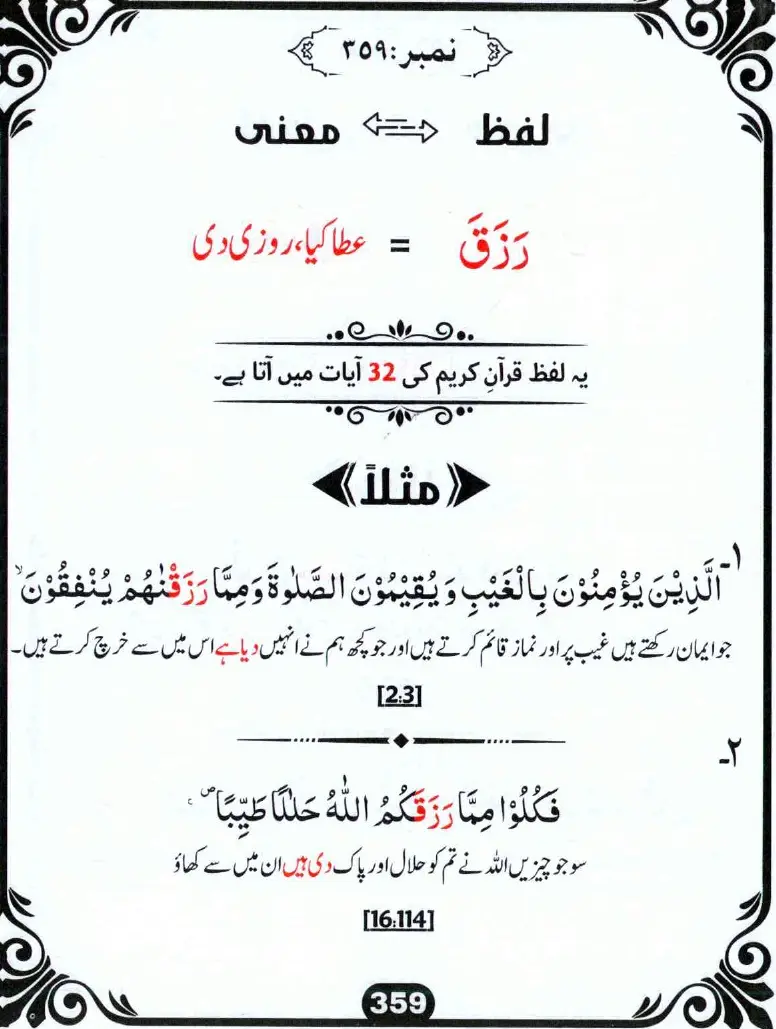 نمبر:۳۵۹
لفظ ⇐⇒ معنی
رَزَقَ = عطا کیا، روزی دی
یہ لفظ قرآنِ کریم کی 32 آیات میں آتا ہے۔
مثلاً
۱۔
الَّذِيْنَ يُؤْمِنُوْنَ بِالْغَيْبِ وَيُقِيْمُوْنَ الصَّلٰوةَ وَمِمَّا رَزَقْنٰهُمْ يُنْفِقُوْنَ ۙ
جو ایمان رکھتے ہیں غیب پر اور نماز قائم کرتے ہیں اور جو کچھ ہم نے انہیں دیا ہے اس میں سے خرچ کرتے ہیں۔
[2:3]
۲۔
فَكُلُوْا مِمَّا رَزَقَكُمُ اللّٰهُ حَلٰلًا طَيِّبًا ۖ
سو جو چیزیں اللہ نے تم کو حلال اور پاک دی ہیں ان میں سے کھاؤ
[16:114]
359